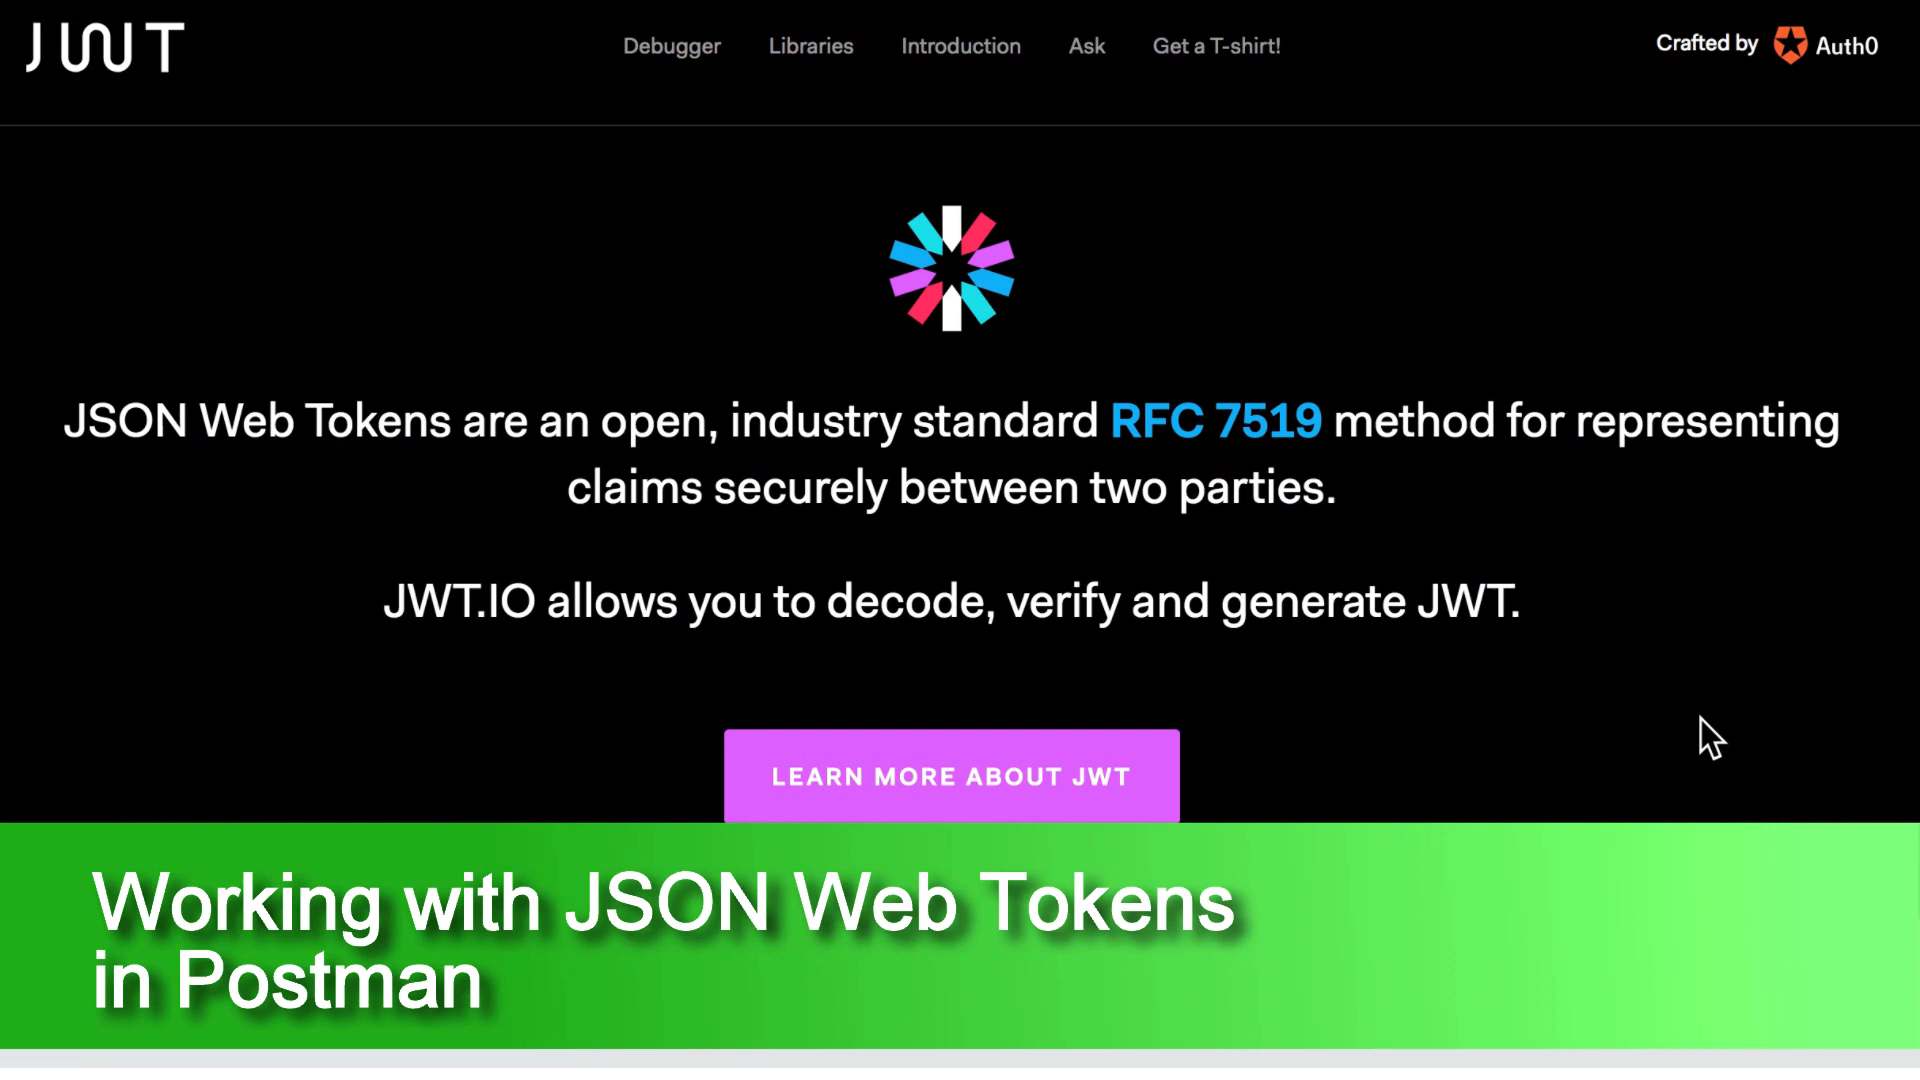 JWT
Debugger
Libraries
Introduction
Ask
Get a T-shirt!
Crafted by
Auth0
JSON Web Tokens are an open, industry standard RFC 7519 method for representing
claims securely between two parties.
JWT.IO allows you to decode, verify and generate JWT.
LEARN MORE ABOUT JWT
Working with JSON Web Tokens
in Postman